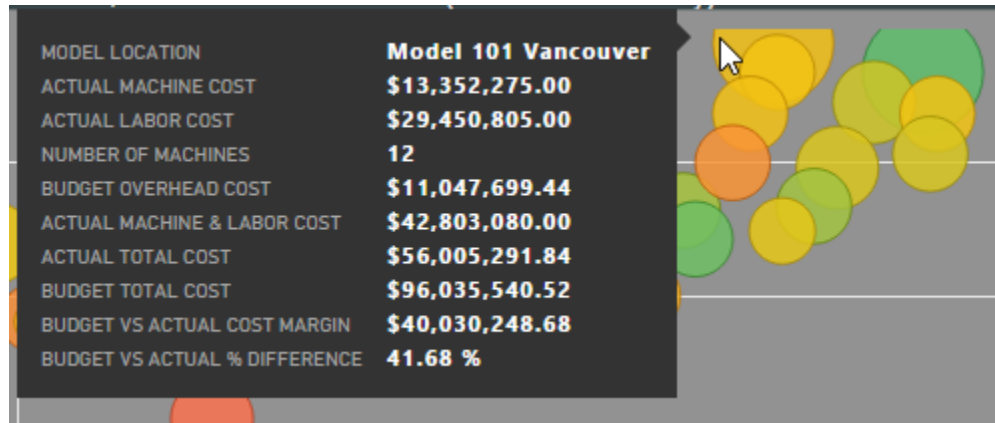 MODEL LOCATION Model 101 Vancouver
ACTUAL MACHINE COST $13,352,275.00
ACTUAL LABOR COST $29,450,805.00
NUMBER OF MACHINES 12
BUDGET OVERHEAD COST $11,047,699.44
ACTUAL MACHINE & LABOR COST $42,803,080.00
ACTUAL TOTAL COST $56,005,291.84
BUDGET TOTAL COST $96,035,540.52
BUDGET VS ACTUAL COST MARGIN $40,030,248.68
BUDGET VS ACTUAL % DIFFERENCE 41.68 %